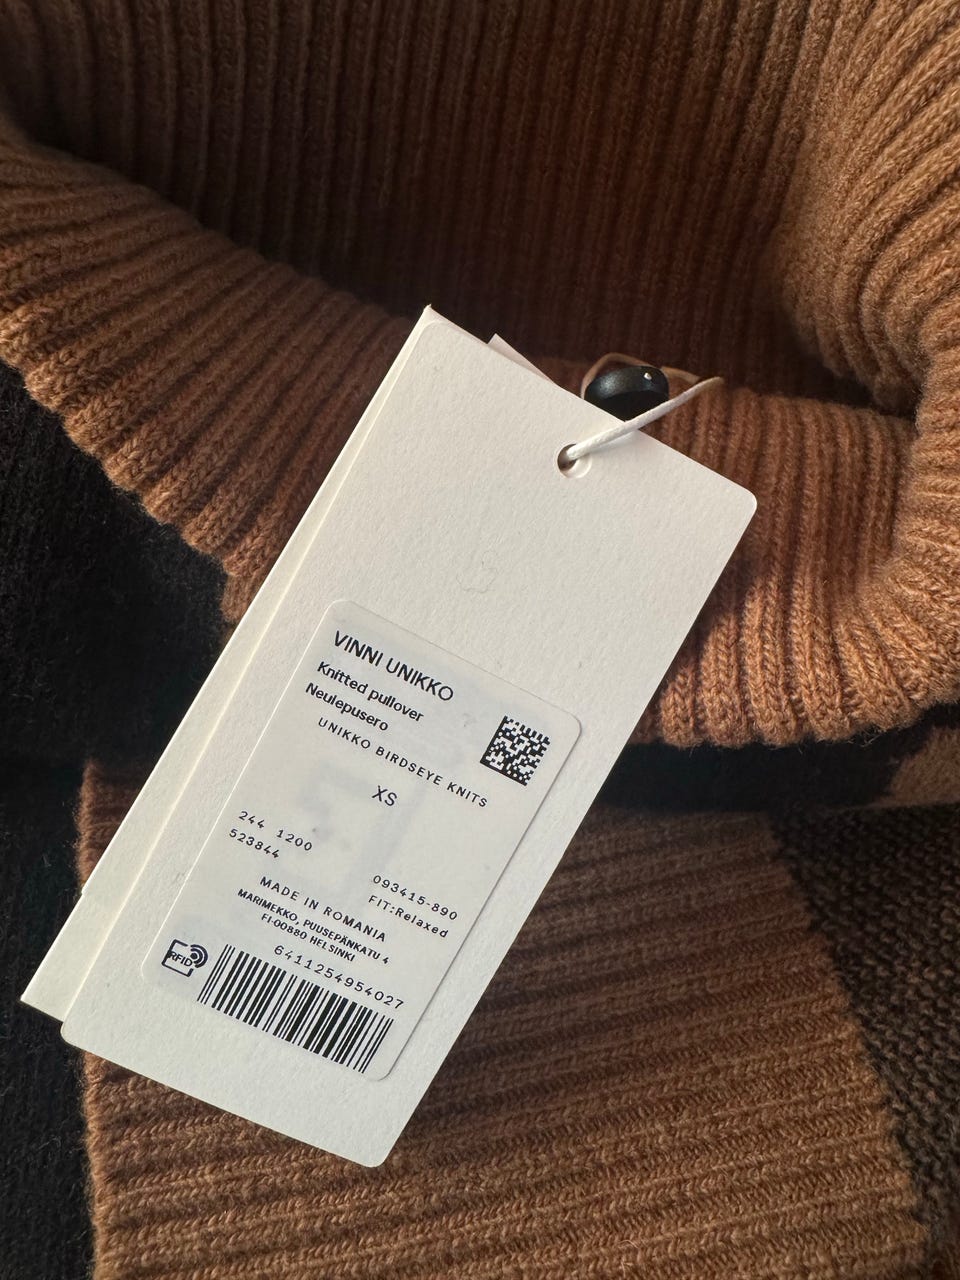 VINNI UNIKKO
Knitted pullover
Neulepusero
UNIKKO BIRDSEYE KNITS
XS
244 1200
523844
093415-890
FIT:Relaxed
MADE IN ROMANIA
MARIMEKKO, PUUSEPÄNKATU 4
FI-00880 HELSINKI
RFID
6411254954027